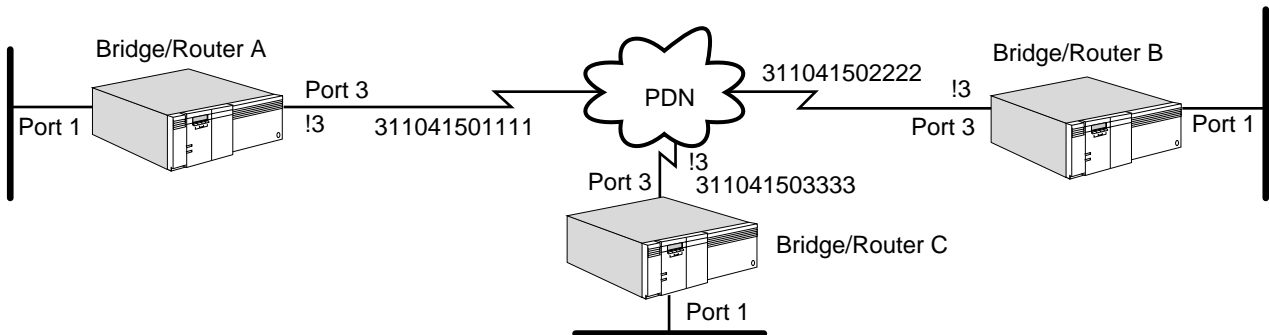 Bridge/Router A
Port 1
Port 3
!3
311041501111
PDN
311041502222
Bridge/Router B
!3
Port 3
Port 1
!3
Port 3
311041503333
Bridge/Router C
Port 1